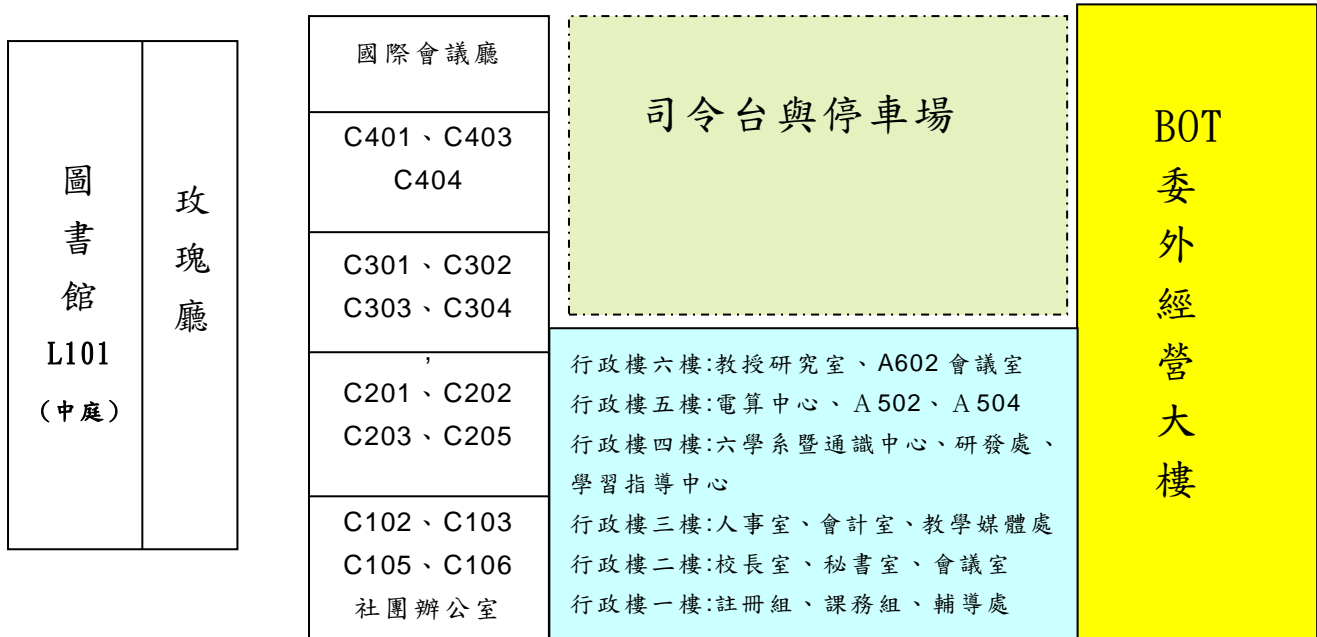 圖
書
館
L101
(中庭)
玫
瑰
廳
國際會議廳
C401、C403
C404
C301、C302
C303、C304
,
C201、C202
C203、C205
C102、C103
C105、C106
社團辦公室
司令台與停車場
行政樓六樓:教授研究室、A602 會議室
行政樓五樓:電算中心、A 502、A 504
行政樓四樓:六學系暨通識中心、研發處、
學習指導中心
行政樓三樓:人事室、會計室、教學媒體處
行政樓二樓:校長室、秘書室、會議室
行政樓一樓:註冊組、課務組、輔導處
BOT
委
外
經
營
大
樓